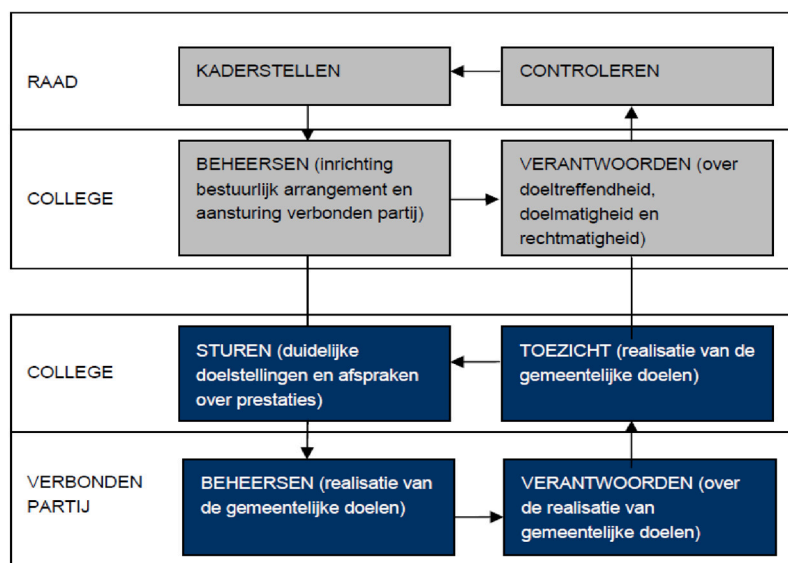 RAAD
KADERSTELLEN
CONTROLEREN
COLLEGE
BEHEERSEN (inrichting
bestuurlijk arrangement en
aansturing verbonden partij)
VERANTWOORDEN (over
doeltreffendheid,
doelmatigheid en
rechtmatigheid)
COLLEGE
STUREN (duidelijke
doelstellingen en afspraken
over prestaties)
TOEZICHT (realisatie van de
gemeentelijke doelen)
VERBONDEN
PARTIJ
BEHEERSEN (realisatie van
de gemeentelijke doelen)
VERANTWOORDEN (over
de realisatie van
gemeentelijke doelen)